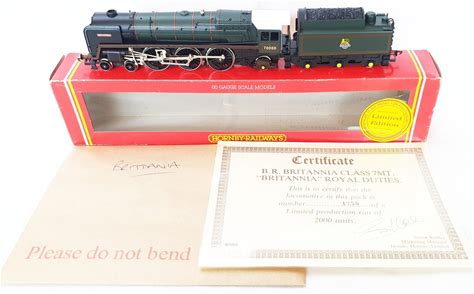 70000
00 GAUGE SCALE MODELS
Limited
Edition
HORNBY RAILWAYS
BRITTANIA
Please do not bend
Certificate
B.R. BRITANNIA CLASS 7MT.
"BRITANNIA" ROYAL DUTIES.
This is to certify that the
locomotive in this pack is
number of a
Limited production run of
2000 units.
Marketing Manager